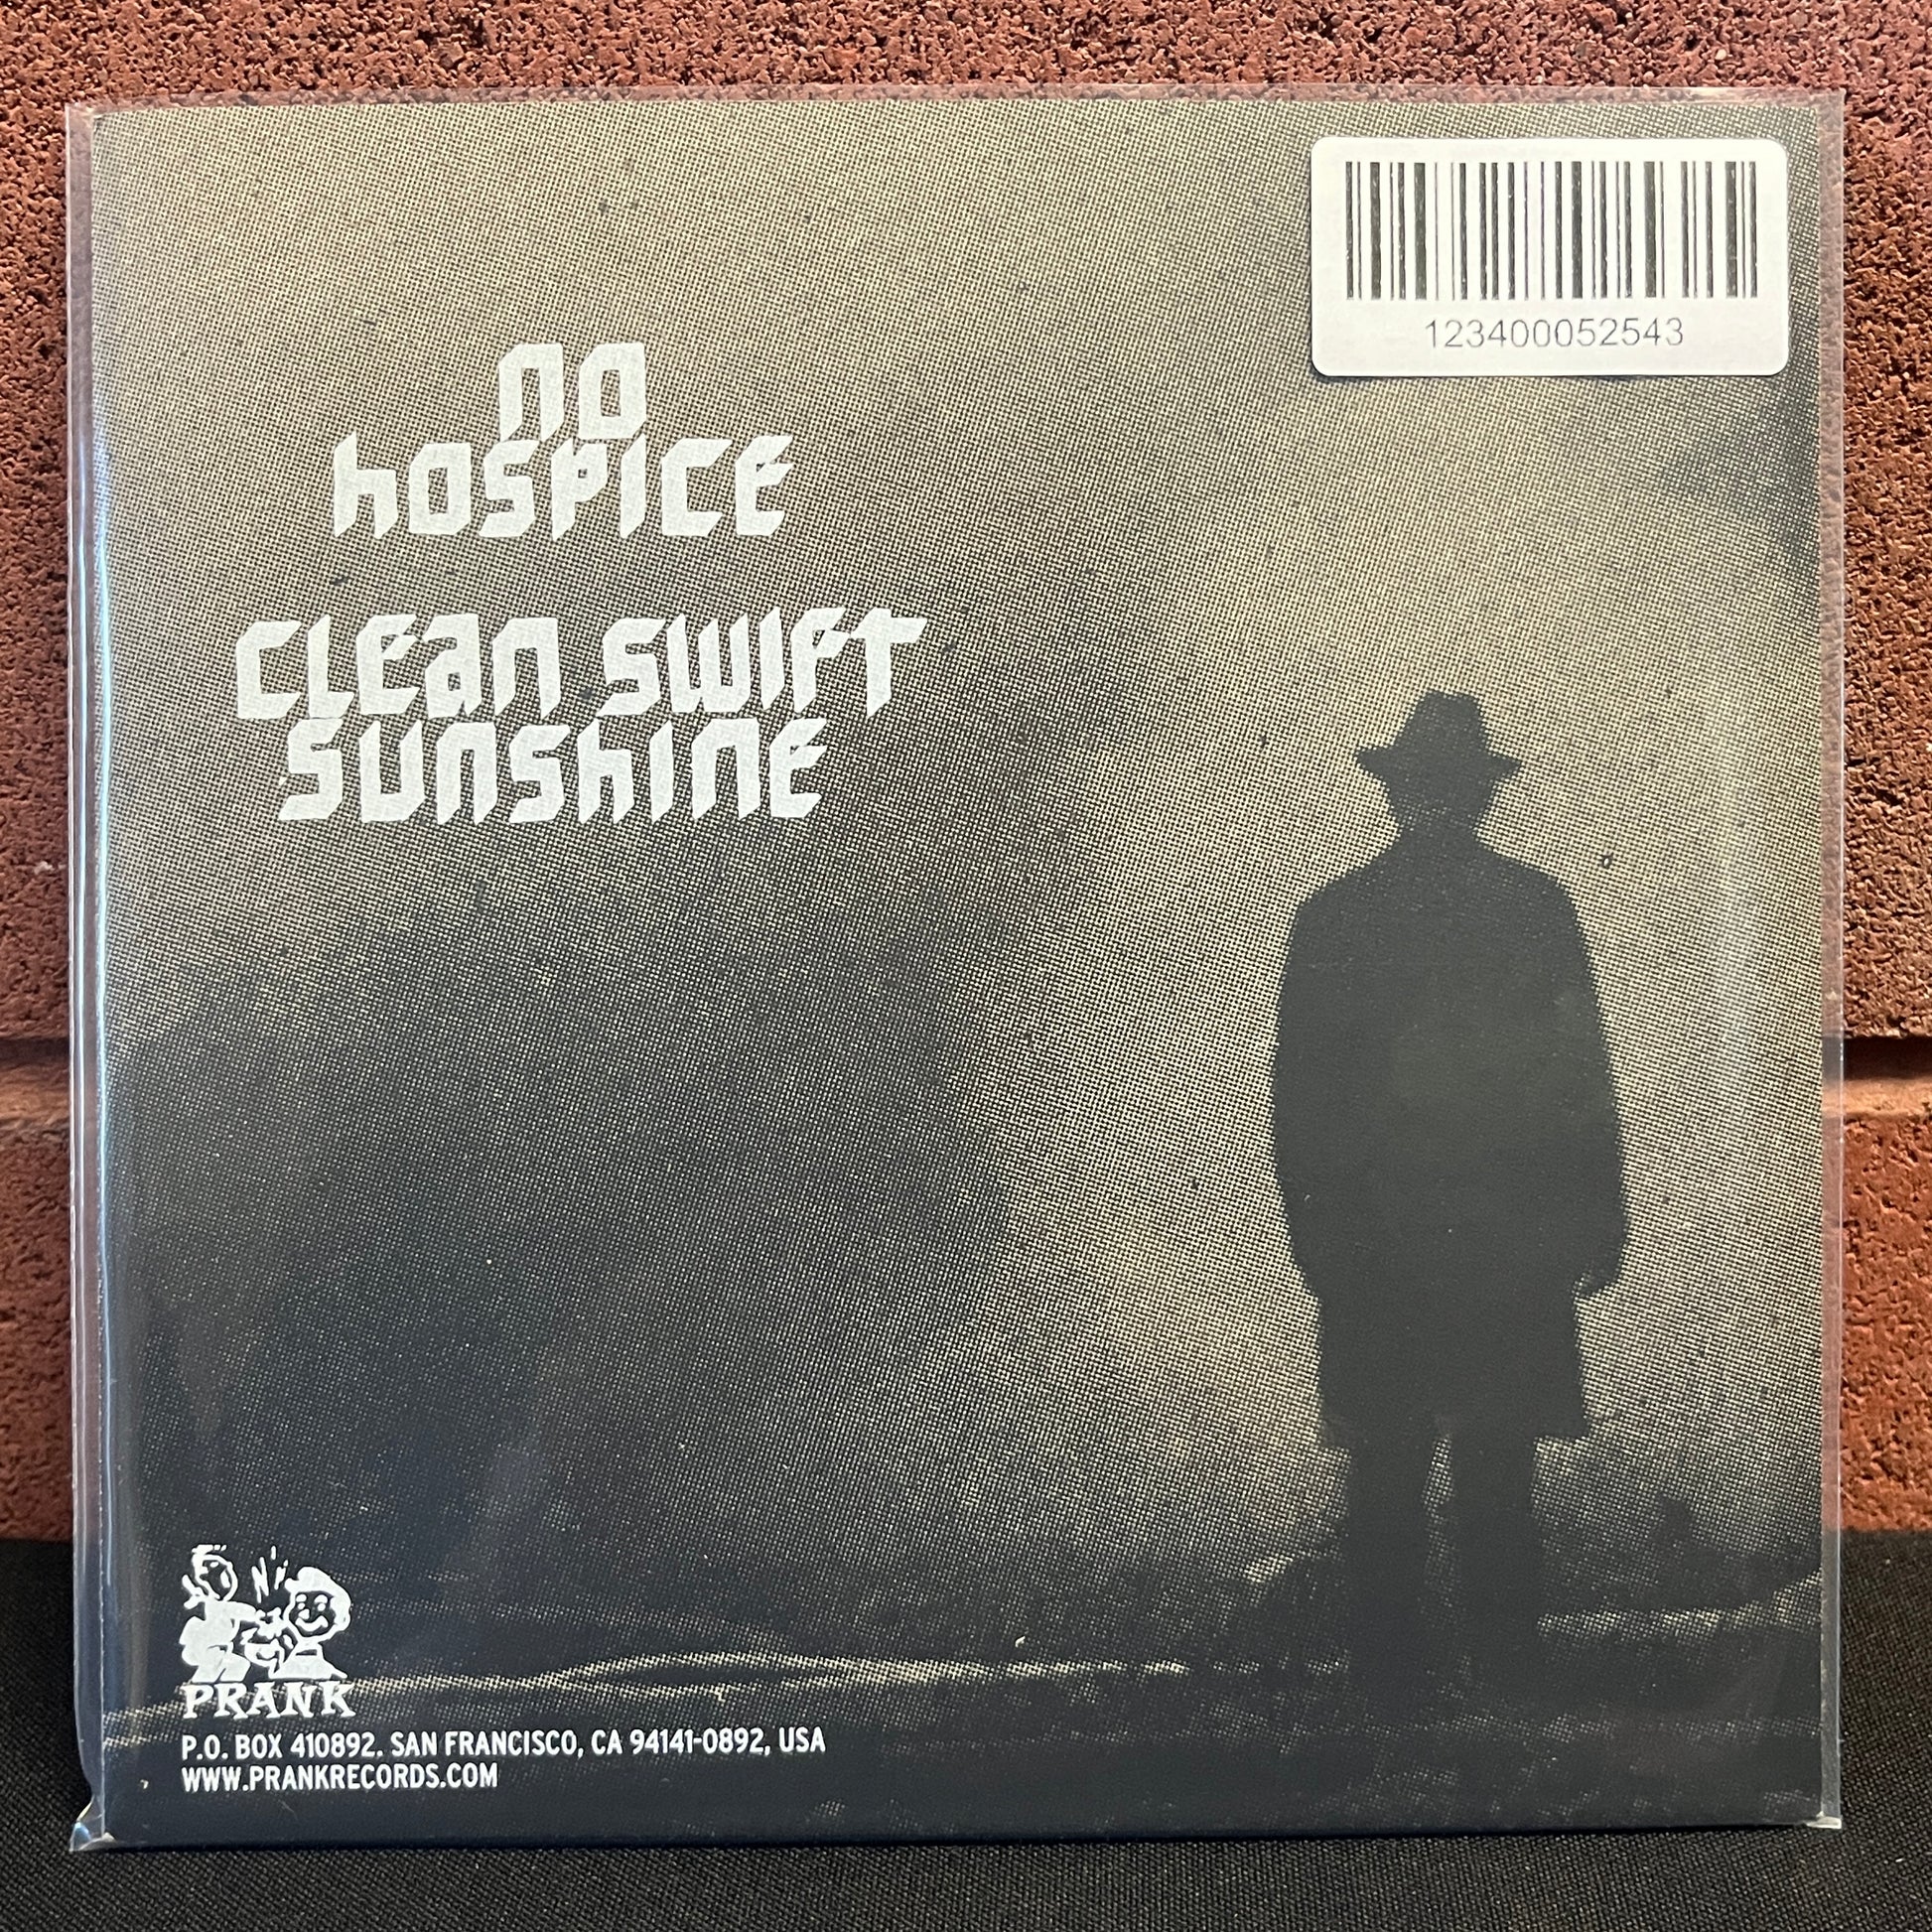 123400052543
no
hospice
clean swift
sunshine
PRANK
P.O. BOX 410892. SAN FRANCISCO, CA 94141-0892, USA
WWW.PRANKRECORDS.COM